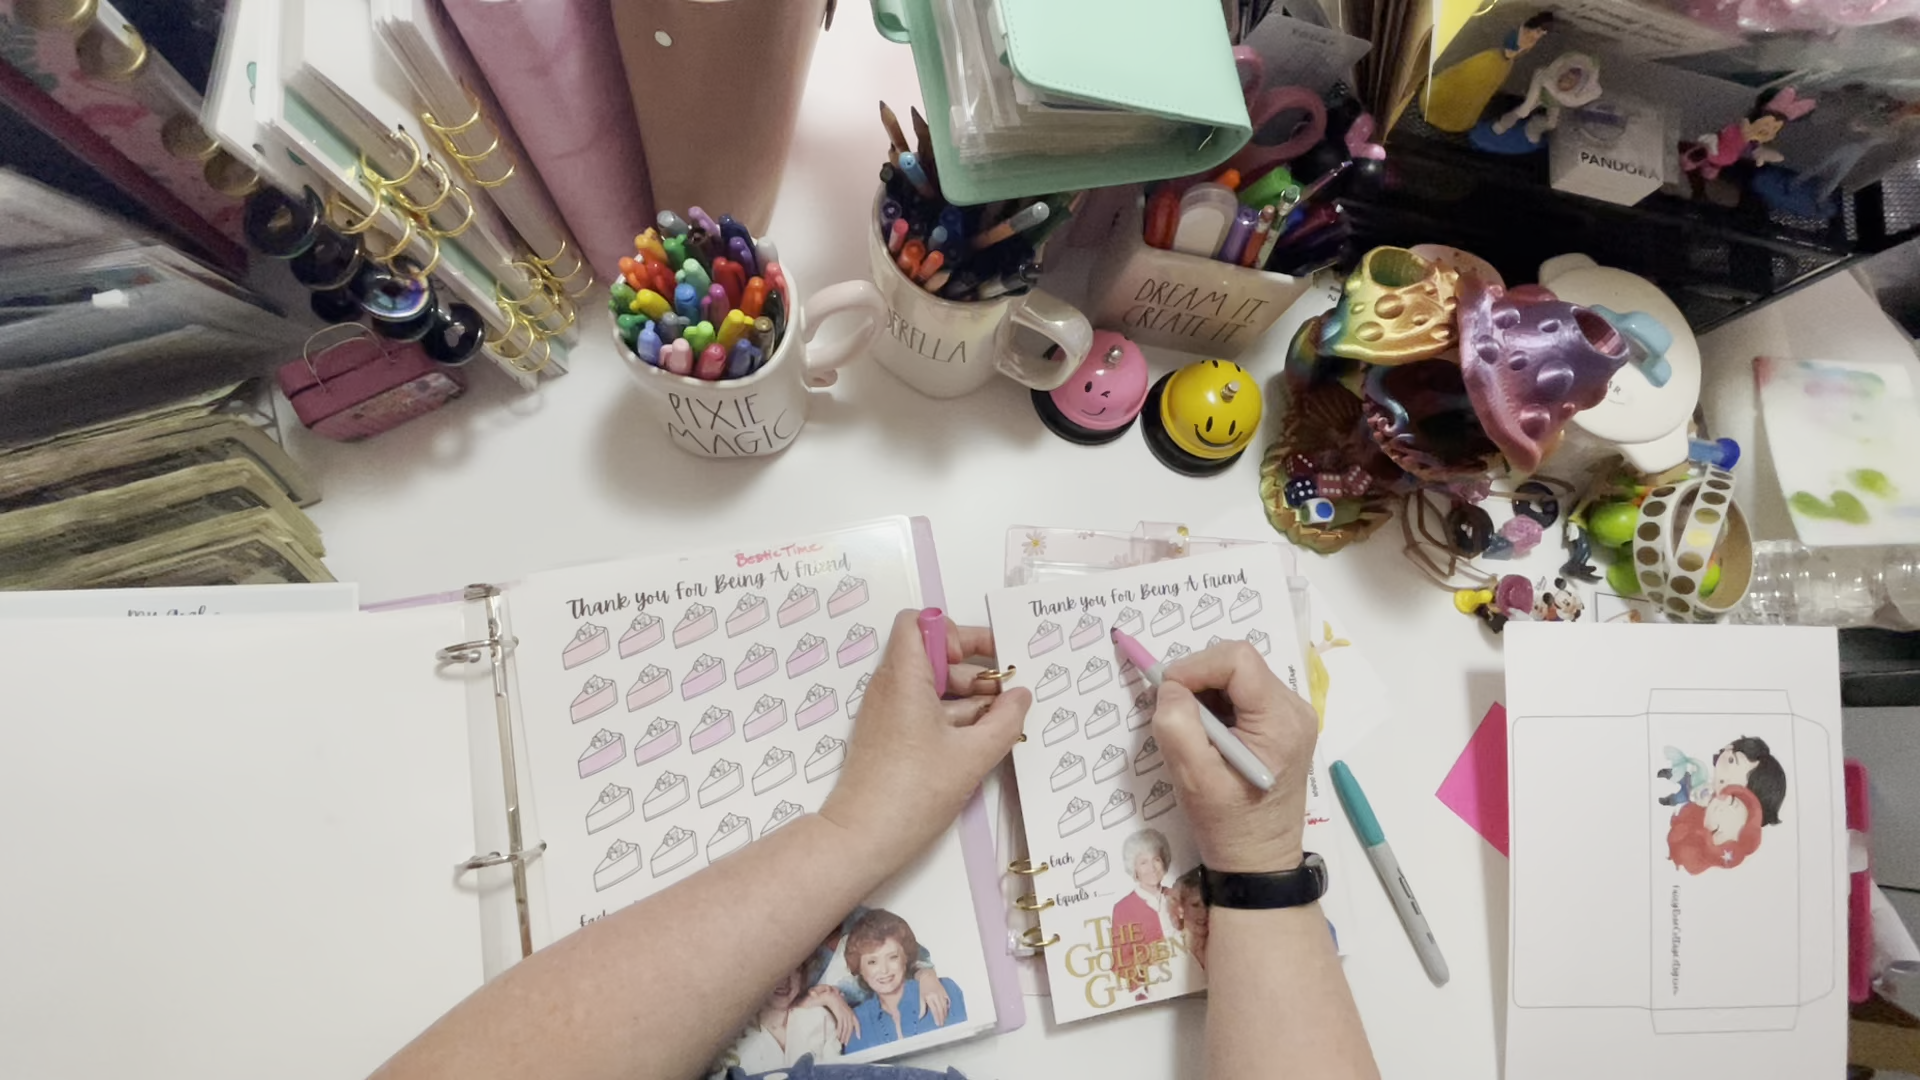 PANDORA
DREAM IT.
CREATE IT
PIXIE
MAGIC
Bestie Time
Thank You For Being A Friend
Thank You For Being A Friend
Each
Equals :
THE
GOLDEN
GIRLS
Each